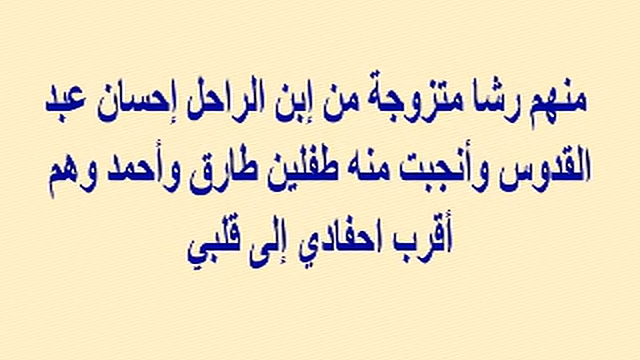 منهم رشا متزوجة من إبن الراحل إحسان عبد
القدوس وأنجبت منه طفلين طارق وأحمد وهم
أقرب احفادي إلى قلبي